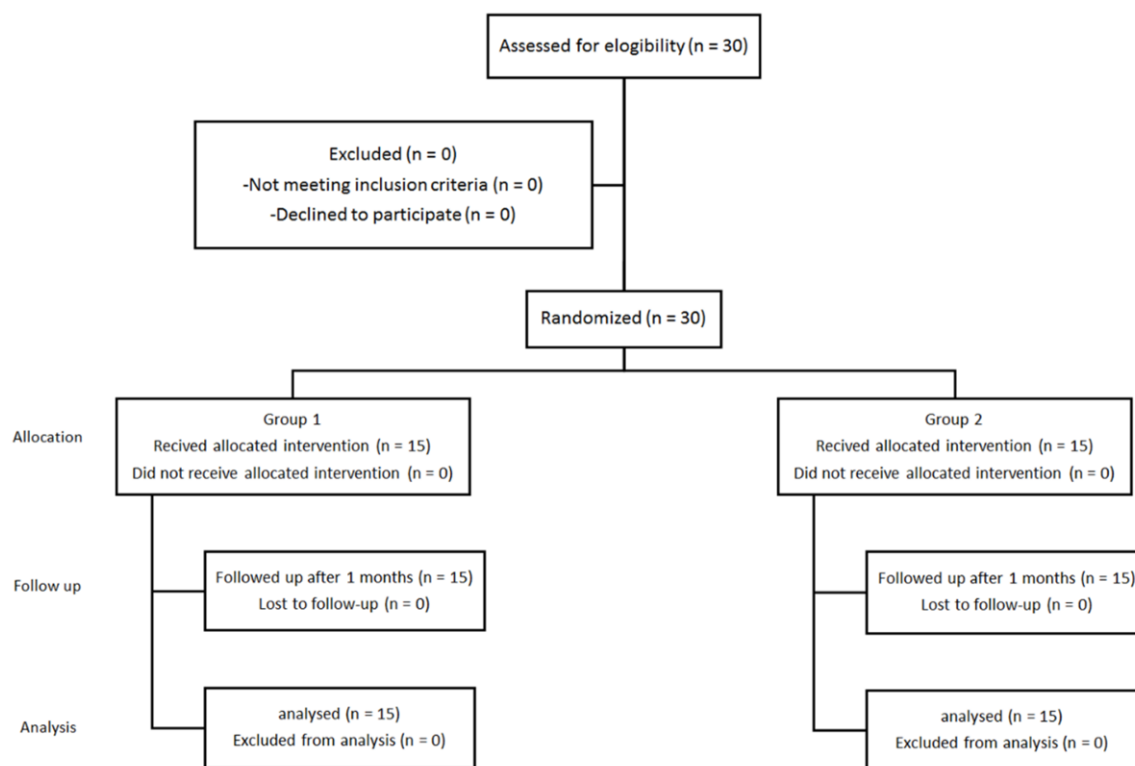 Assessed for elogibility (n = 30)
Excluded (n = 0)
-Not meeting inclusion criteria (n = 0)
-Declined to participate (n = 0)
Randomized (n = 30)
Allocation
Group 1
Recived allocated intervention (n = 15)
Did not receive allocated intervention (n = 0)
Group 2
Recived allocated intervention (n = 15)
Did not receive allocated intervention (n = 0)
Follow up
Followed up after 1 months (n = 15)
Lost to follow-up (n = 0)
Followed up after 1 months (n = 15)
Lost to follow-up (n = 0)
Analysis
analysed (n = 15)
Excluded from analysis (n = 0)
analysed (n = 15)
Excluded from analysis (n = 0)